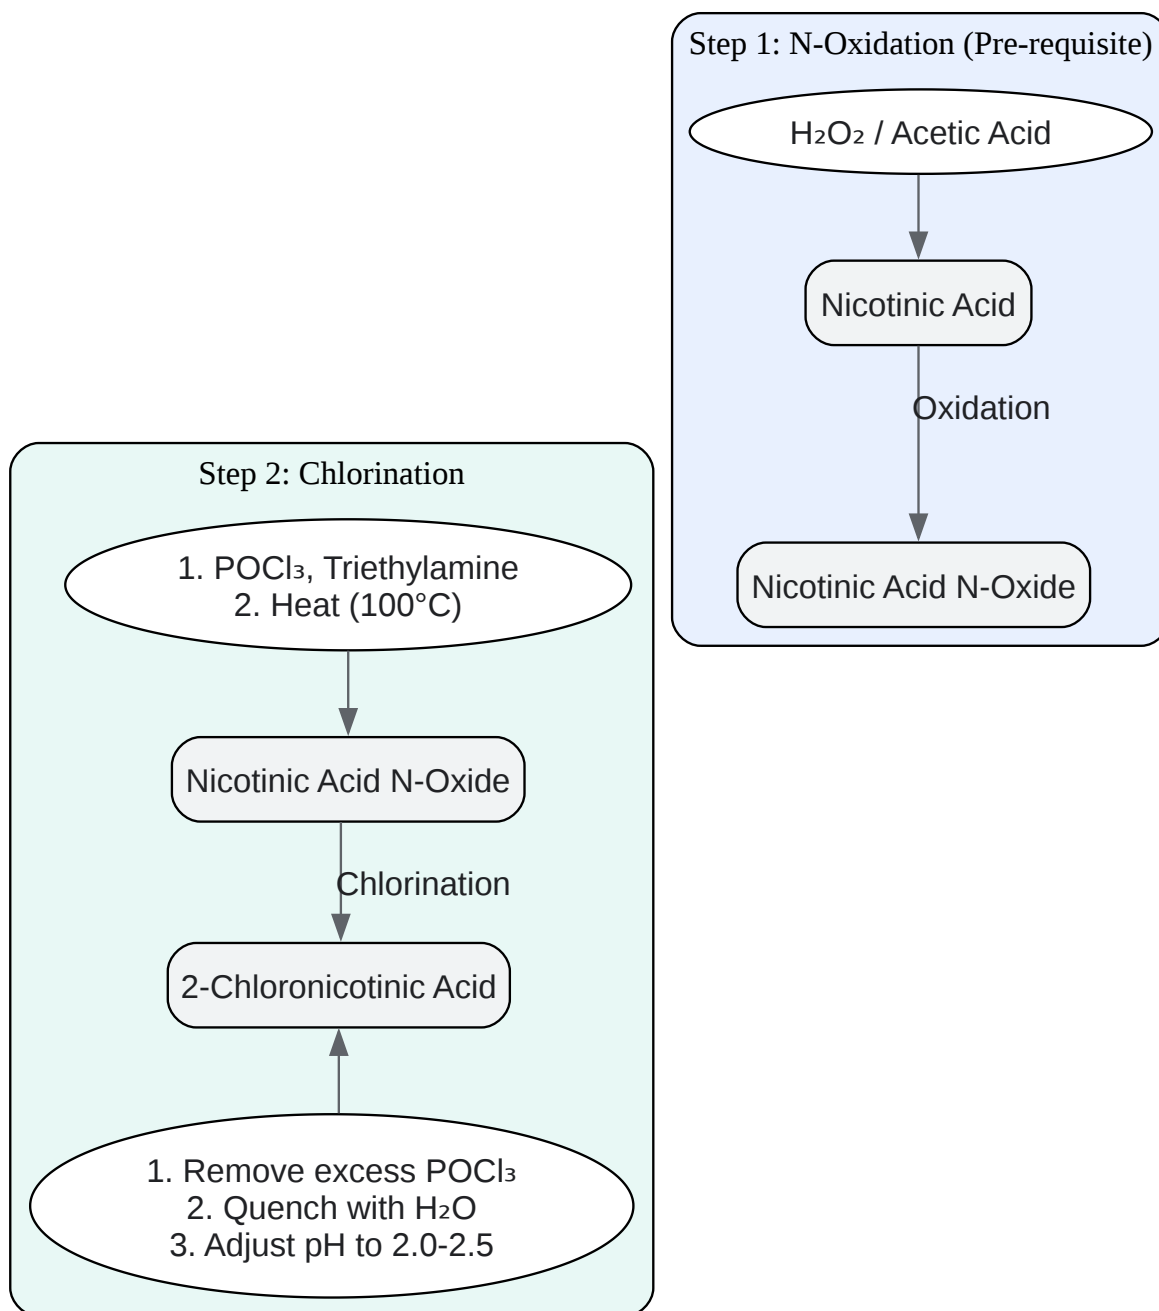 Step 1: N-Oxidation (Pre-requisite)
H₂O₂ / Acetic Acid
Nicotinic Acid
Oxidation
Nicotinic Acid N-Oxide
Step 2: Chlorination
1. POCl₃, Triethylamine
2. Heat (100°C)
Nicotinic Acid N-Oxide
Chlorination
2-Chloronicotinic Acid
1. Remove excess POCl₃
2. Quench with H₂O
3. Adjust pH to 2.0-2.5